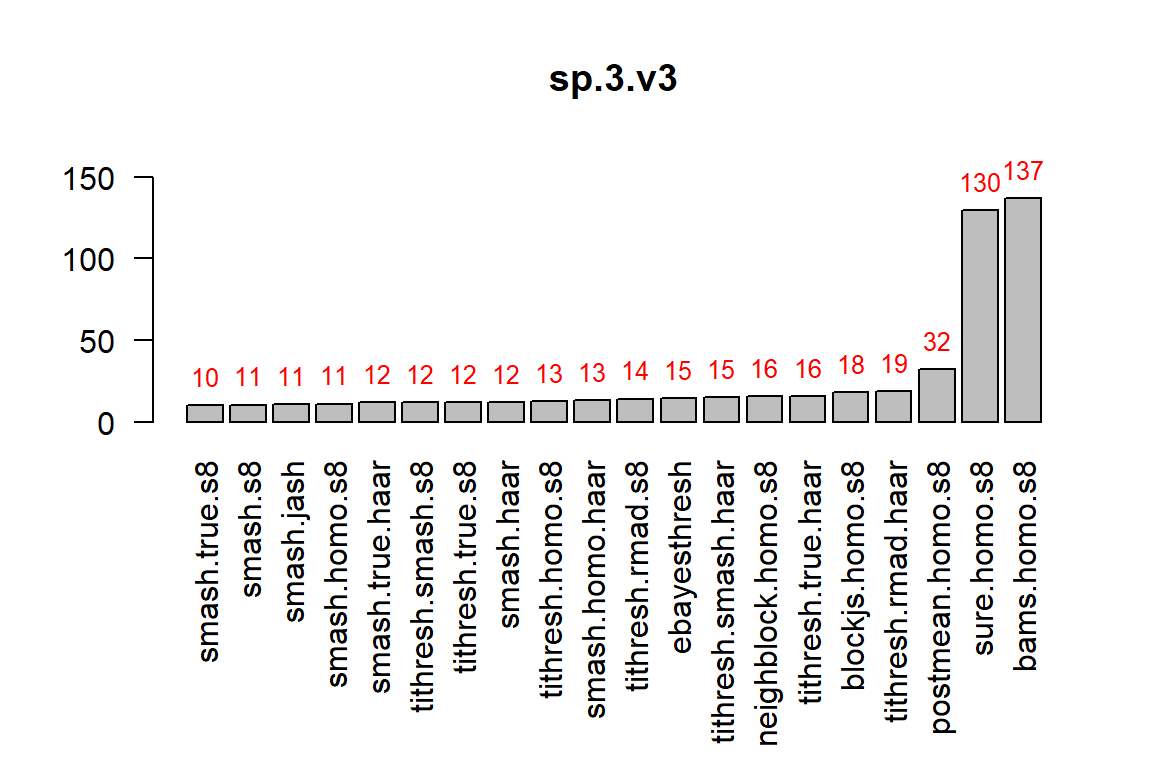 sp.3.v3
150
100
50
0
10 11 11 11 12 12 12 12 13 13 14 15 15 16 16 18 19 32 130 137
smash.true.s8
smash.s8
smash.jash
smash.homo.s8
smash.true.haar
tithresh.smash.s8
tithresh.true.s8
smash.haar
tithresh.homo.s8
smash.homo.haar
tithresh.rmad.s8
ebayesthresh
tithresh.smash.haar
neighblock.homo.s8
tithresh.true.haar
blockjs.homo.s8
tithresh.rmad.haar
postmean.homo.s8
sure.homo.s8
bams.homo.s8